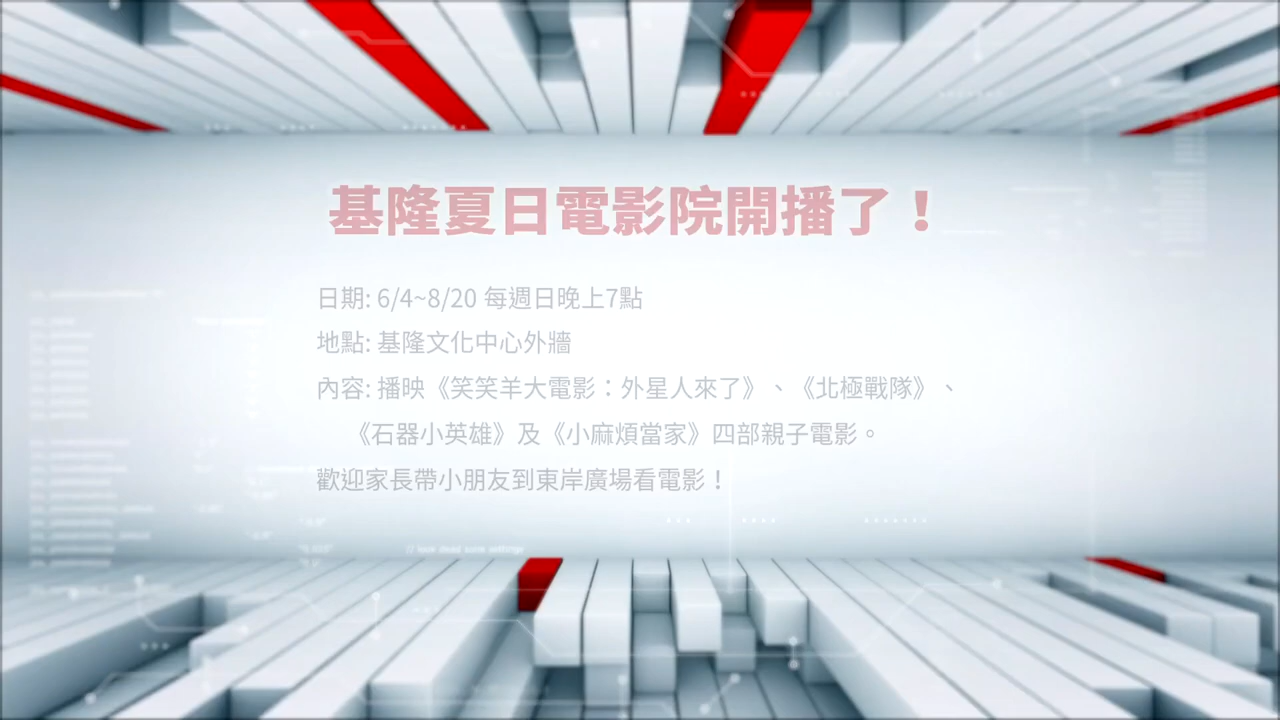 基隆夏日電影院開播了！
日期: 6/4~8/20 每週日晚上7點
地點: 基隆文化中心外牆
內容: 播映《笑笑羊大電影：外星人來了》、《北極戰隊》、
《石器小英雄》及《小麻煩當家》四部親子電影。
歡迎家長帶小朋友到東岸廣場看電影！